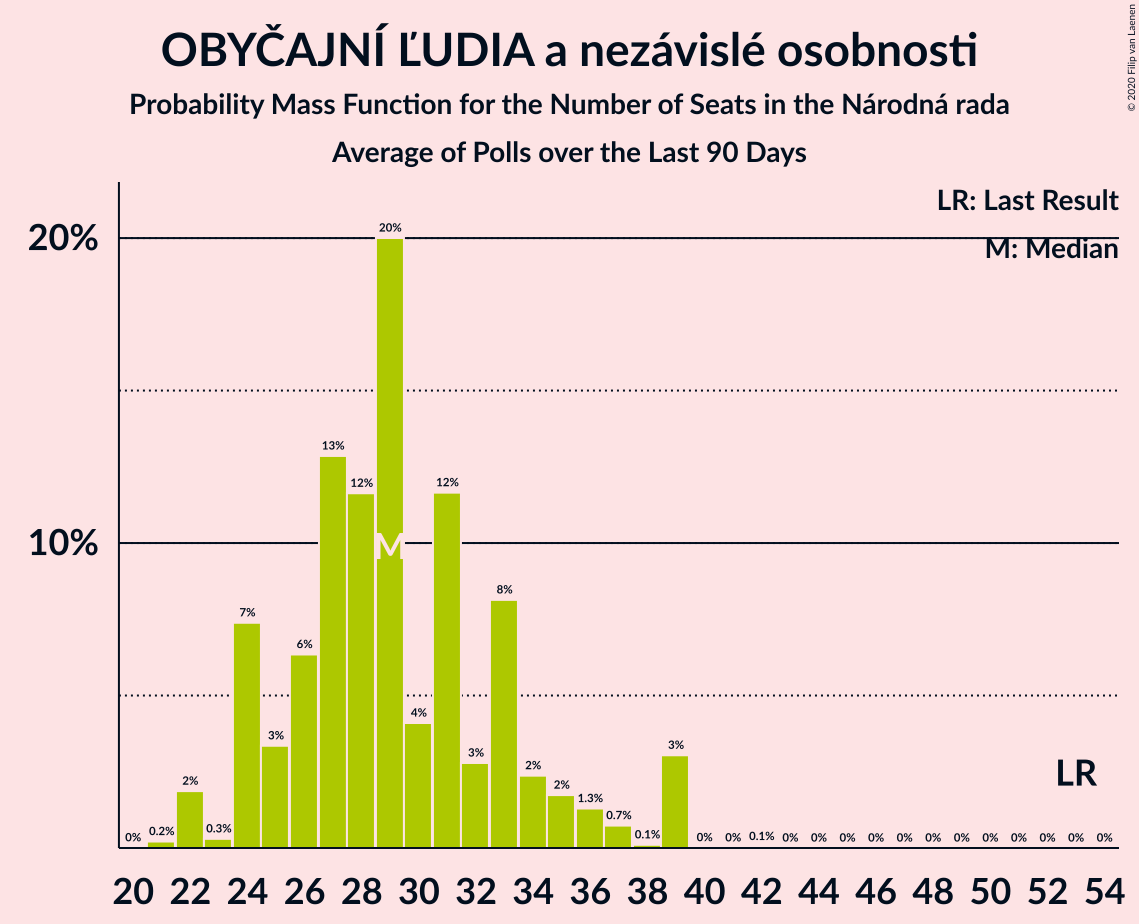 OBYČAJNÍ ĽUDIA a nezávislé osobnosti
Probability Mass Function for the Number of Seats in the Národná rada
Average of Polls over the Last 90 Days
© 2020 Filip van Laenen
LR: Last Result
M: Median
20%
10%
0% 0.2% 2% 0.3% 7% 3% 6% 13% 12% 20% 4% 12% 3% 8% 2% 2% 1.3% 0.7% 0.1% 3% 0% 0% 0.1% 0% 0% 0% 0% 0% 0% 0% 0% 0% 0% 0% 0%
M
LR
20 22 24 26 28 30 32 34 36 38 40 42 44 46 48 50 52 54